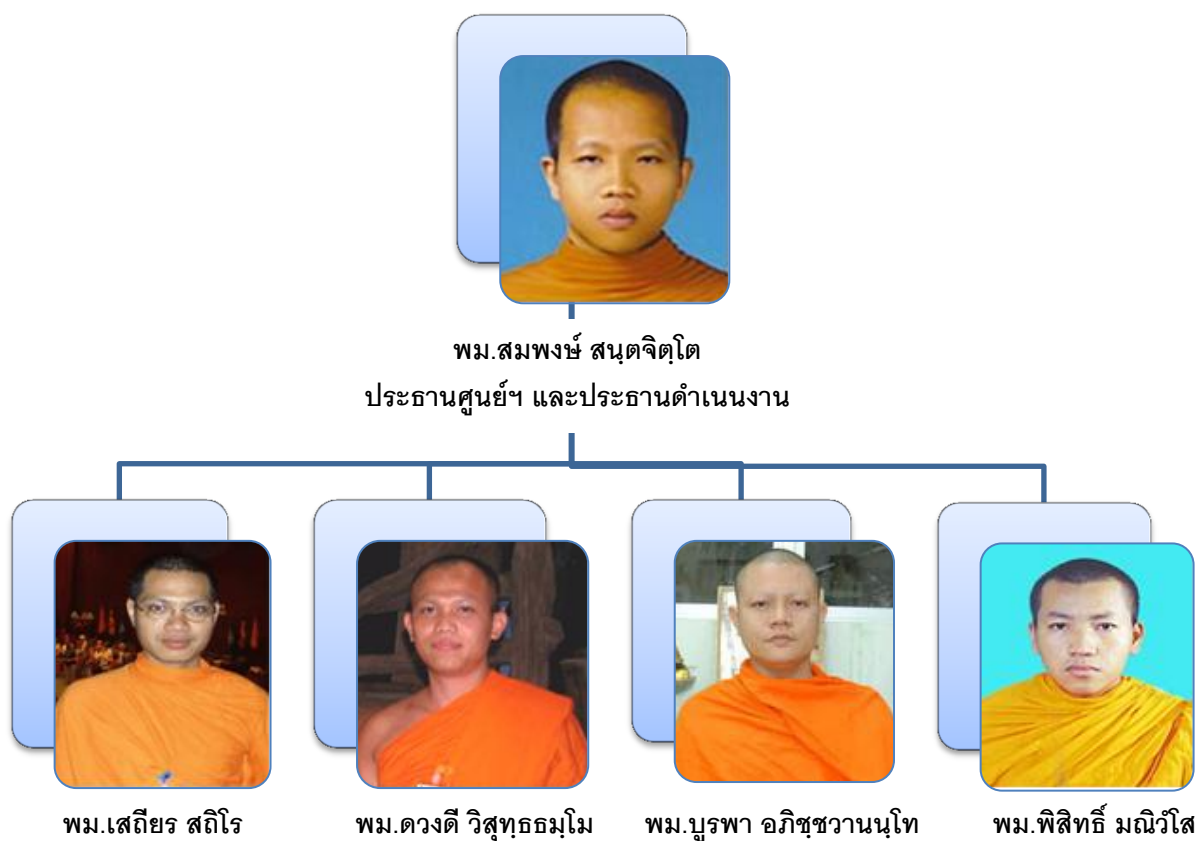 พม.สมพงษ์ สนฺตจิตฺโต
ประธานศูนย์ฯ และประธานดำเนนงาน
พม.เสถียร สถิโร
พม.ดวงดี วิสุทฺธธมฺโม
พม.บูรพา อภิชฺชวานนฺโท
พม.พิสิทธิ์ มณิวํโส